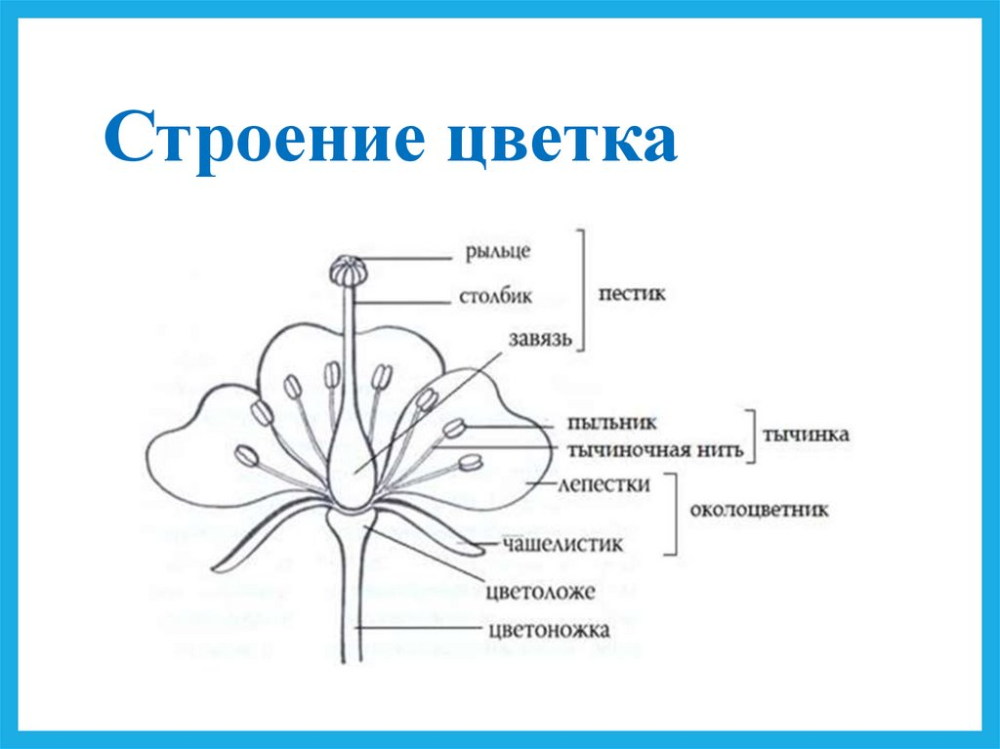 Строение цветка
рыльце
столбик
пестик
завязь
пыльник
тычиночная нить
тычинка
лепестки
околоцветник
чашелистик
цветоложе
цветоножка